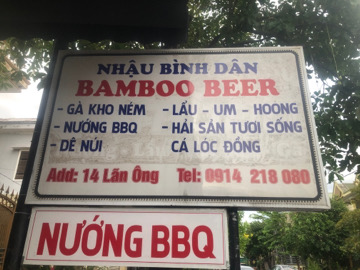 NHẬU BÌNH DÂN
BAMBOO BEER
- GÀ KHO NÉM
- NƯỚNG BBQ
- DÊ NÚI
- LẨU - UM - HOONG
- HẢI SẢN TƯƠI SỐNG
CÁ LÓC ĐỒNG
Add: 14 Lãn Ông Tel: 0914 218 080
NƯỚNG BBQ